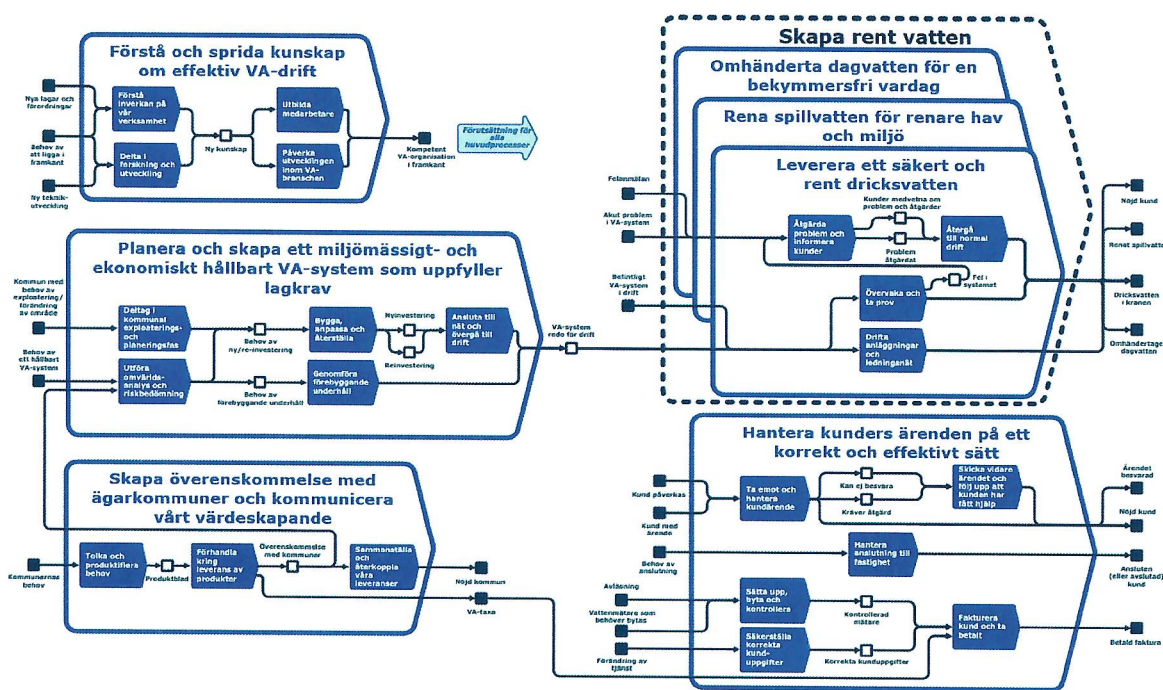 Förstå och sprida kunskap
om effektiv VA-drift
Nya lagar och
förordningar
Behov av
att ligga i
framkant
Ny teknik-
utveckling
Förstå
inverkan på
vår
verksamhet
Delta i
forskning och
utveckling
Ny kunskap
Utbilda
medarbetare
Påverka
utvecklingen
inom VA-
branschen
Kompetent
VA-organisation
i framkant
Förutsättning för
alla
huvudprocesser
Skapa rent vatten
Omhänderta dagvatten för en
bekymmersfri vardag
Rena spillvatten för renare hav
och miljö
Leverera ett säkert och
rent dricksvatten
Felanmälan
Akut problem
i VA-system
Befintligt
VA-system
i drift
Åtgärda
problem och
informera
kunder
Kunder medvetna om
problem och åtgärder
Problem
åtgärdat
Återgå
till normal
drift
Fel i
systemet
Övervaka och
ta prov
Drifta
anläggningar
och
ledningsnät
Nöjd kund
Renat spillvatten
Dricksvatten
i kranen
Omhändertaget
dagvatten
Planera och skapa ett miljömässigt- och
ekonomiskt hållbart VA-system som uppfyller
lagkrav
Kommun med
behov av
exploatering/
förändring
av område
Behov av
ett hållbart
VA-system
Deltag i
kommunal
exploaterings-
och
planeringsfas
Utföra
omvärlds-
analys och
riskbedömning
Behov av
ny/re-investering
Behov av
förebyggande underhåll
Bygga,
anpassa och
återställa
Genomföra
förebyggande
underhåll
Nyinvestering
Reinvestering
Ansluta till
nät och
övergå till
drift
VA-system
redo för drift
Skapa överenskommelse med
ägarkommuner och kommunicera
vårt värdeskapande
Kommunernas
behov
Tolka och
produktifiera
behov
Produktblad
Förhandla
kring
leverans av
produkter
Överenskommelse
med kommuner
Sammanställa
och
återkoppla
våra
leveranser
Nöjd kommun
VA-taxa
Hantera kunders ärenden på ett
korrekt och effektivt sätt
Kund påverkas
Kund med
ärende
Behov av
anslutning
Avläsning
Vattenmätare som
behöver bytas
Förändring av
tjänst
Ta emot och
hantera
kundärende
Kan ej besvara
Kräver åtgärd
Skicka vidare
ärendet och
följ upp att
kunden har
fått hjälp
Hantera
anslutning till
fastighet
Sätta upp,
byta och
kontrollera
Kontrollerad
mätare
Säkerställa
korrekta
kund-
uppgifter
Korrekta kunduppgifter
Fakturera
kund och ta
betalt
Ärendet
besvarad
Nöjd kund
Ansluten
(eller avslutad)
kund
Betald faktura